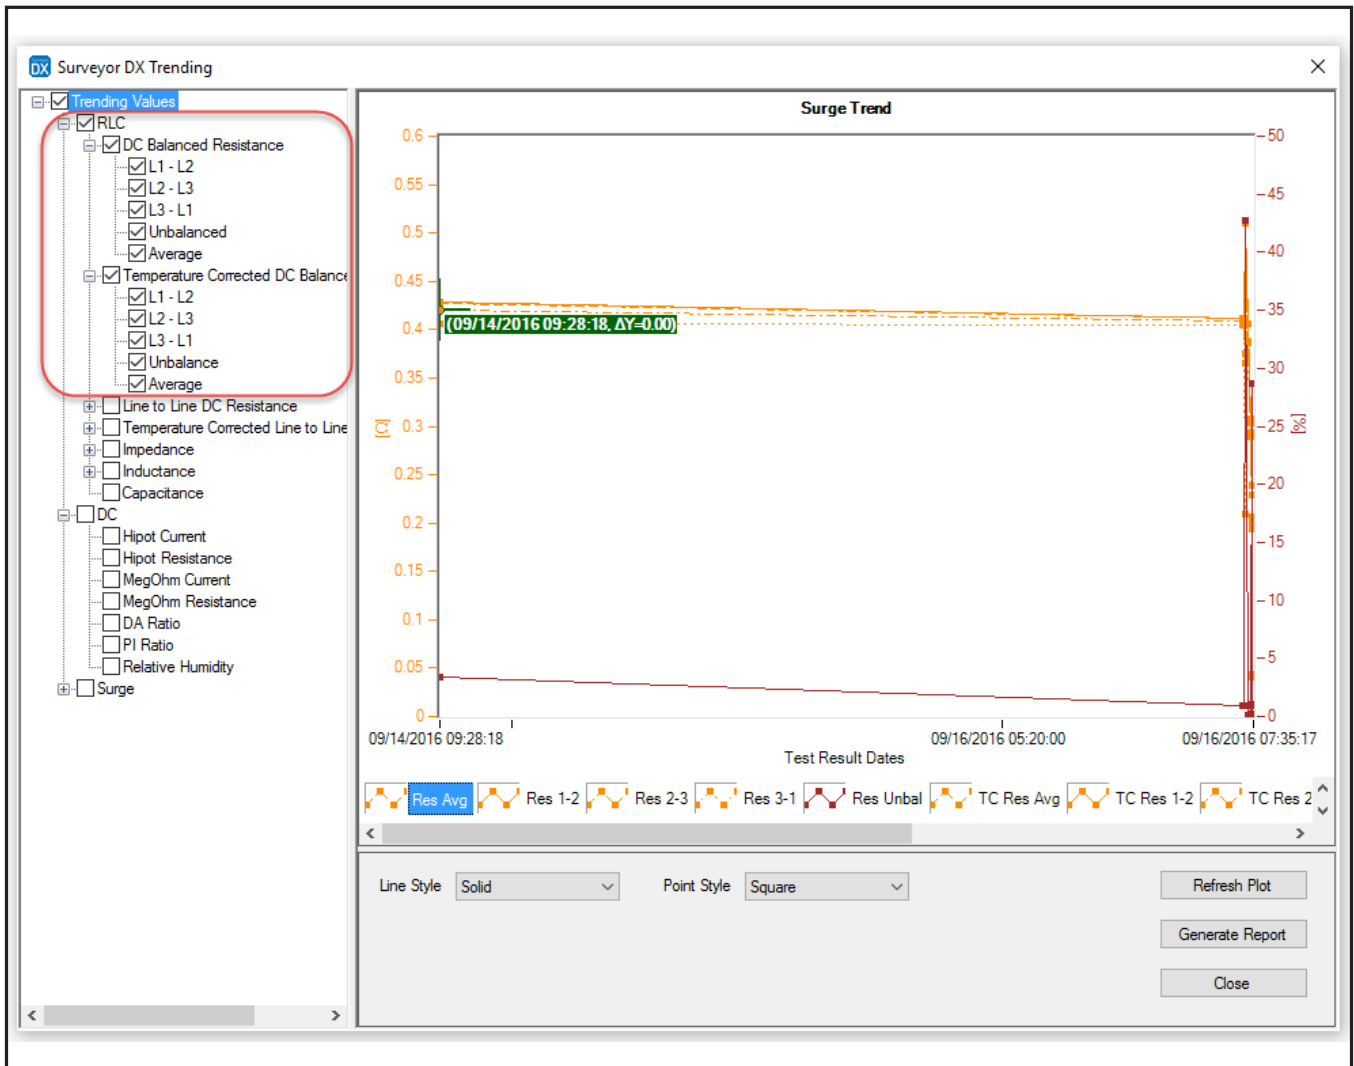 DX Surveyor DX Trending
Trending Values
RLC
DC Balanced Resistance
L1 - L2
L2 - L3
L3 - L1
Unbalanced
Average
Temperature Corrected DC Balance
L1 - L2
L2 - L3
L3 - L1
Unbalance
Average
Line to Line DC Resistance
Temperature Corrected Line to Line
Impedance
Inductance
Capacitance
DC
Hipot Current
Hipot Resistance
MegOhm Current
MegOhm Resistance
DA Ratio
PI Ratio
Relative Humidity
Surge
Surge Trend
0.6
0.55
0.5
0.45
0.4
0.35
0.3
0.25
0.2
0.15
0.1
0.05
0
[Ω]
(09/14/2016 09:28:18, ΔY=0.00)
50
45
40
35
30
25
20
15
10
5
0
[%]
09/14/2016 09:28:18
09/16/2016 05:20:00
09/16/2016 07:35:17
Test Result Dates
Res Avg Res 1-2 Res 2-3 Res 3-1 Res Unbal TC Res Avg TC Res 1-2 TC Res 2
Line Style Solid Point Style Square
Refresh Plot
Generate Report
Close